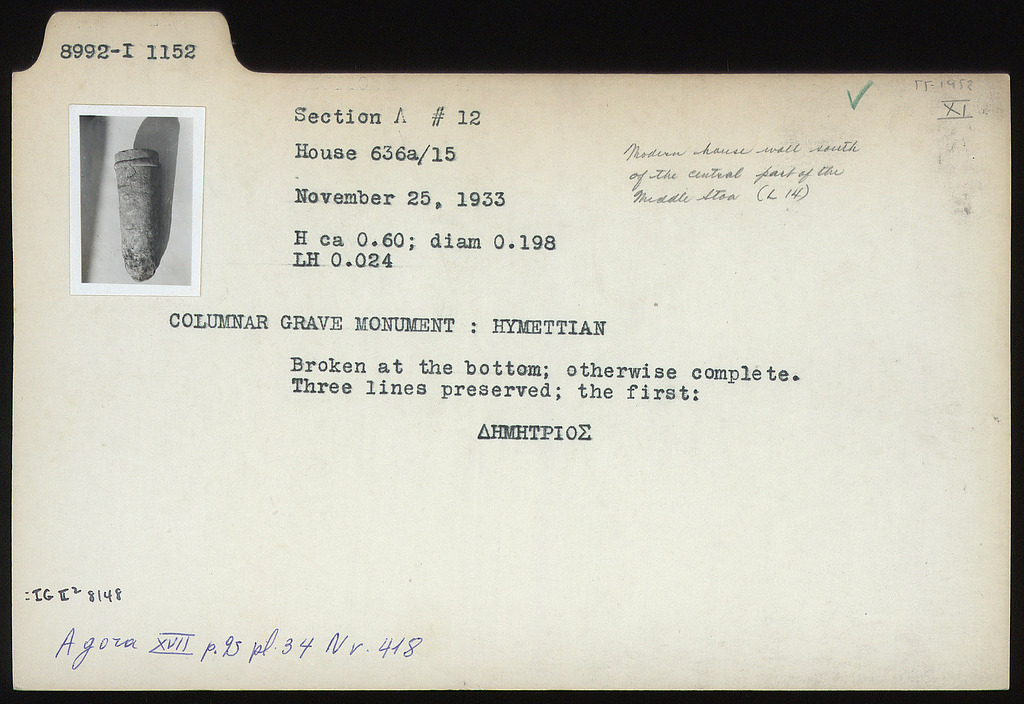 8992-I 1152
XI
Section Λ # 12
House 636a/15
Modern house wall south
of the central part of the
Middle Stoa (L 14)
November 25, 1933
H ca 0.60; diam 0.198
LH 0.024
COLUMNAR GRAVE MONUMENT : HYMETTIAN
Broken at the bottom; otherwise complete.
Three lines preserved; the first:
ΔΗΜΗΤΡΙΟΣ
=IG II² 8148
Agora XVII p.95 pl.34 Nr. 418